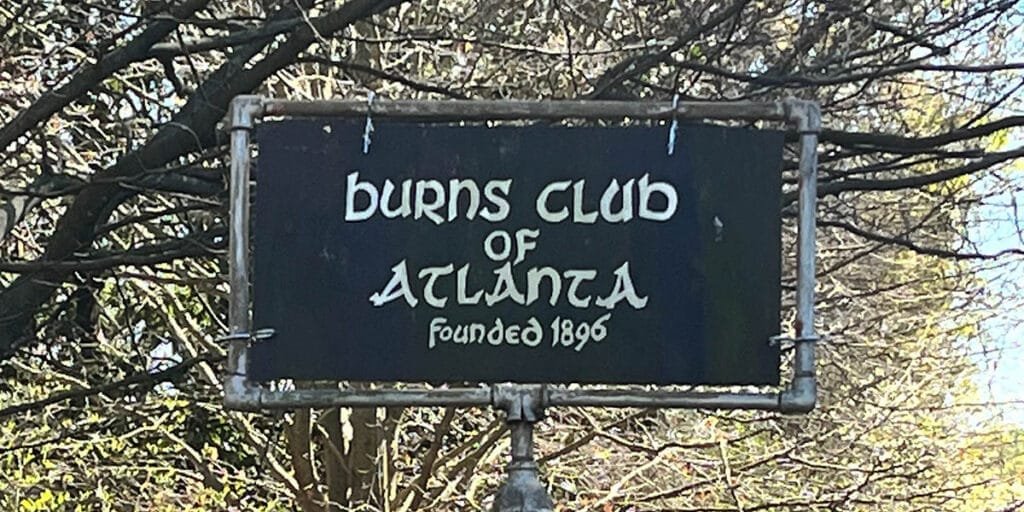 BURNS CLUB
OF
ATLANTA
founded 1896